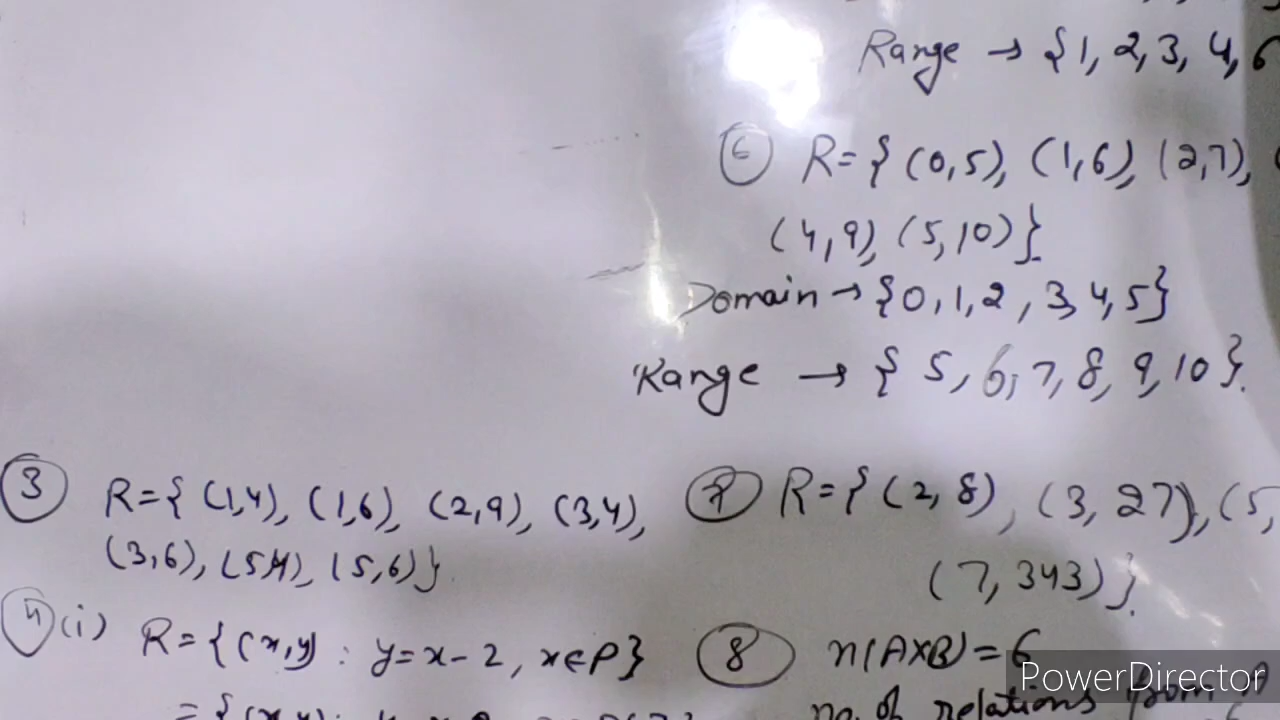 Range → {1, 2, 3, 4, 6
⑥ R={ (0,5), (1,6), (2,7),
(4,9), (5,10)}
Domain → {0,1,2,3,4,5}
Range → { 5, 6, 7, 8, 9, 10}.
③ R={ (1,4), (1,6), (2,9), (3,4),
(3,6), (5,4), (5,6)}
④ (i) R={(x,y) : y=x-2, x∈P}
⑦ R={ (2,8), (3,27), (5,
(7,343)}.
⑧ n(A×B)=6
no. of relations from A
PowerDirector